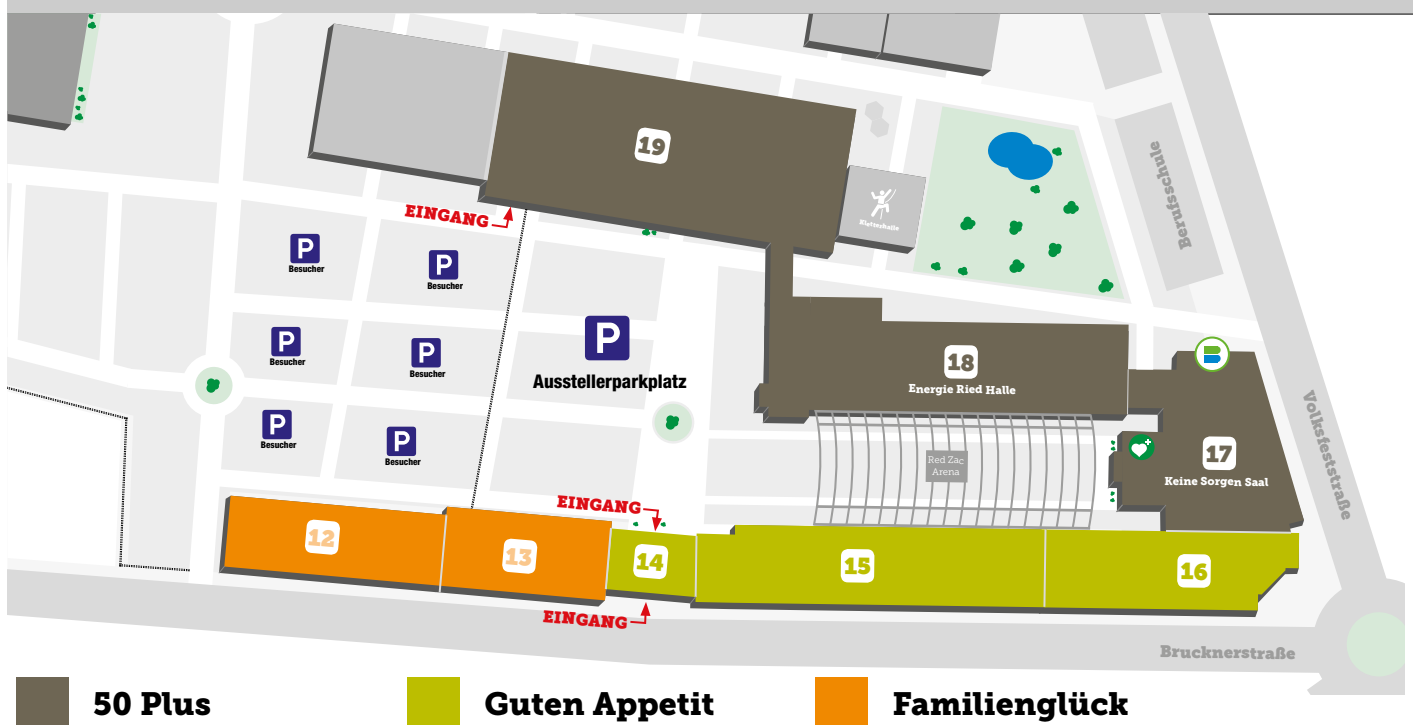 19
EINGANG
Kletterhalle
Berufsschule
P
Besucher
P
Besucher
P
Besucher
P
Besucher
P
Ausstellerparkplatz
18
Energie Ried Halle
P
Besucher
P
Besucher
Red Zac
Arena
17
Keine Sorgen Saal
Volksfeststraße
EINGANG
12
13
14
15
16
EINGANG
Brucknerstraße
50 Plus
Guten Appetit
Familienglück